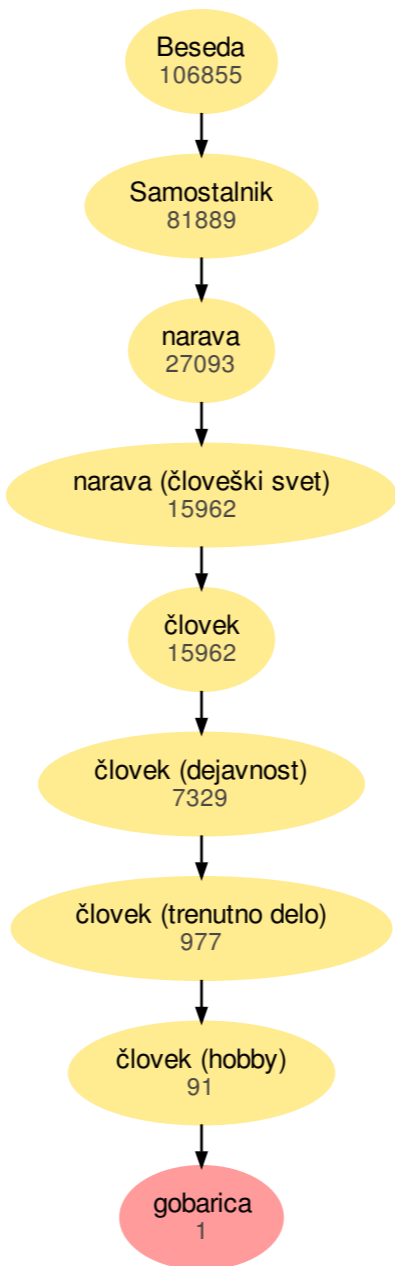 Beseda
106855
Samostalnik
81889
narava
27093
narava (človeški svet)
15962
človek
15962
človek (dejavnost)
7329
človek (trenutno delo)
977
človek (hobby)
91
gobarica
1